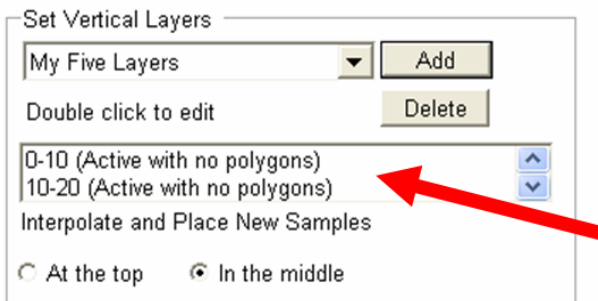 Set Vertical Layers
My Five Layers Add
Double click to edit Delete
0-10 (Active with no polygons)
10-20 (Active with no polygons)
Interpolate and Place New Samples
At the top In the middle